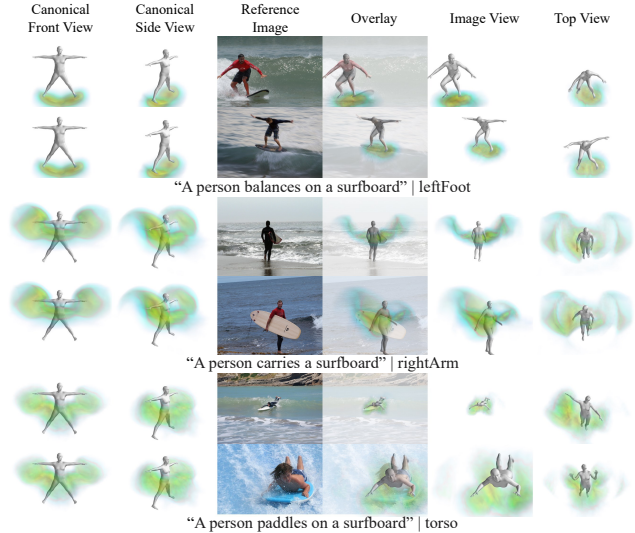 Canonical Front View
Canonical Side View
Reference Image
Overlay
Image View
Top View
“A person balances on a surfboard” | leftFoot
“A person carries a surfboard” | rightArm
“A person paddles on a surfboard” | torso